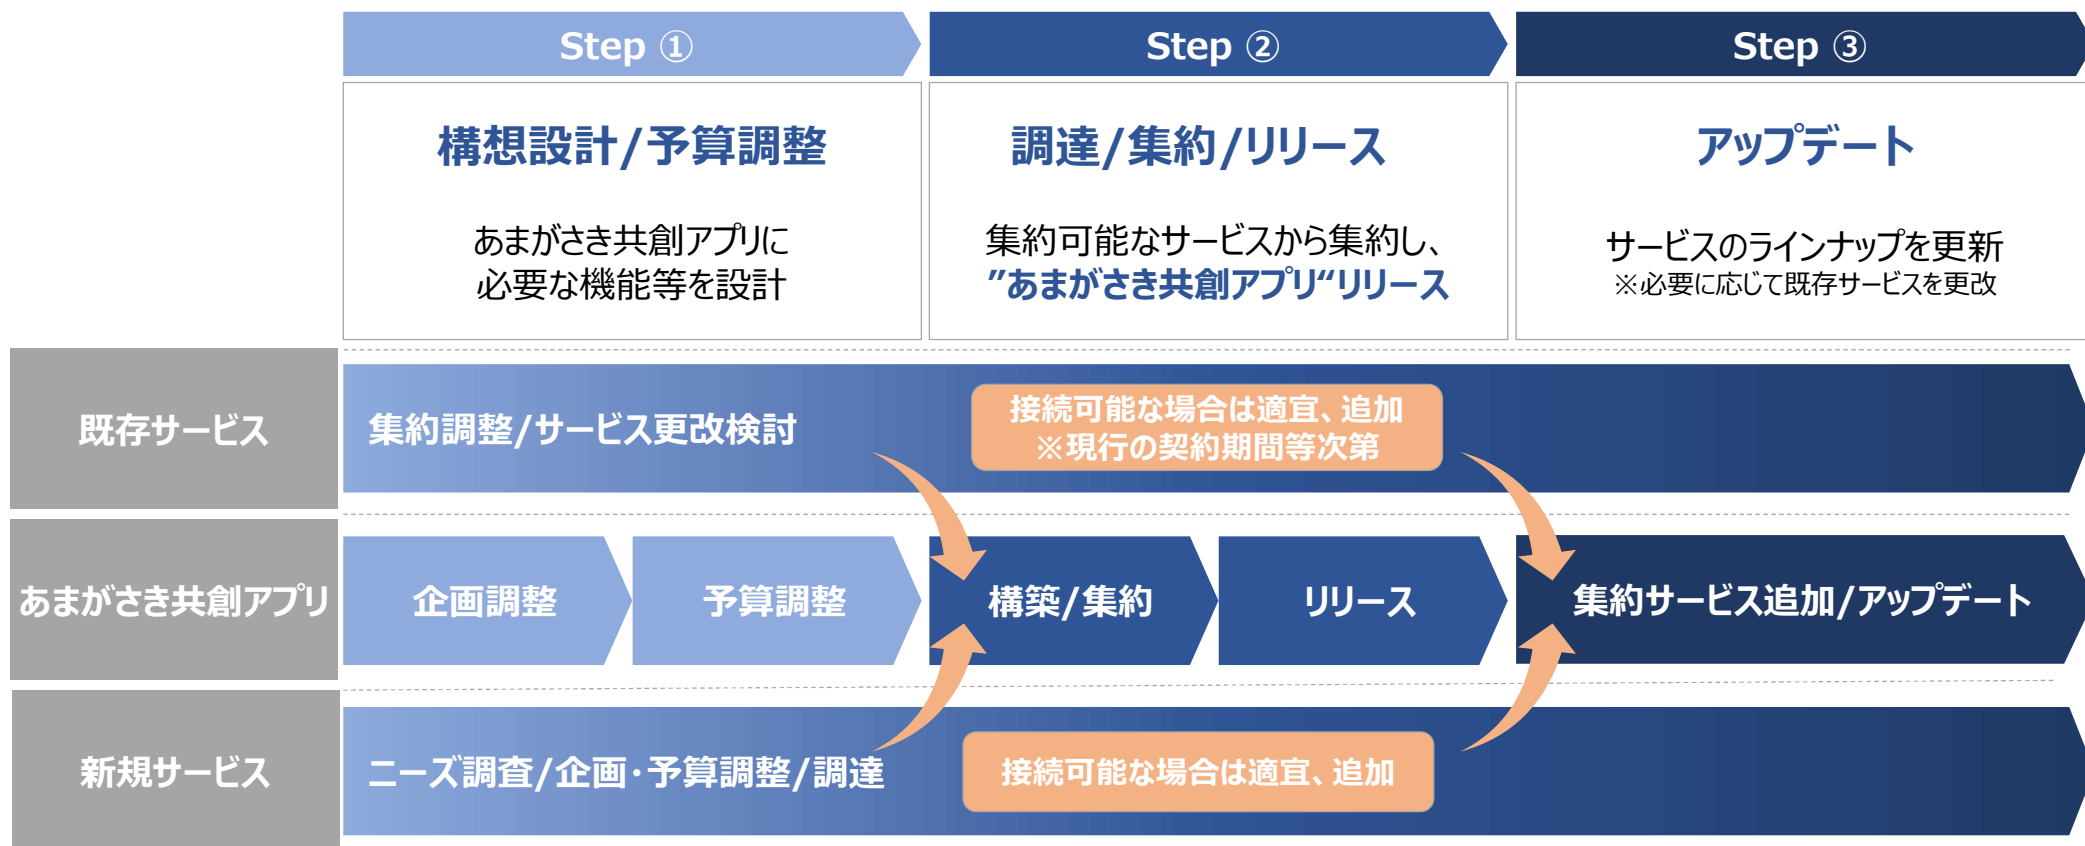 Step ①
Step ②
Step ③
構想設計/予算調整
あまがさき共創アプリに
必要な機能等を設計
調達/集約/リリース
集約可能なサービスから集約し、
”あまがさき共創アプリ“リリース
アップデート
サービスのラインナップを更新
※必要に応じて既存サービスを更改
既存サービス
集約調整/サービス更改検討
接続可能な場合は適宜、追加
※現行の契約期間等次第
あまがさき共創アプリ
企画調整
予算調整
構築/集約
リリース
集約サービス追加/アップデート
新規サービス
ニーズ調査/企画・予算調整/調達
接続可能な場合は適宜、追加